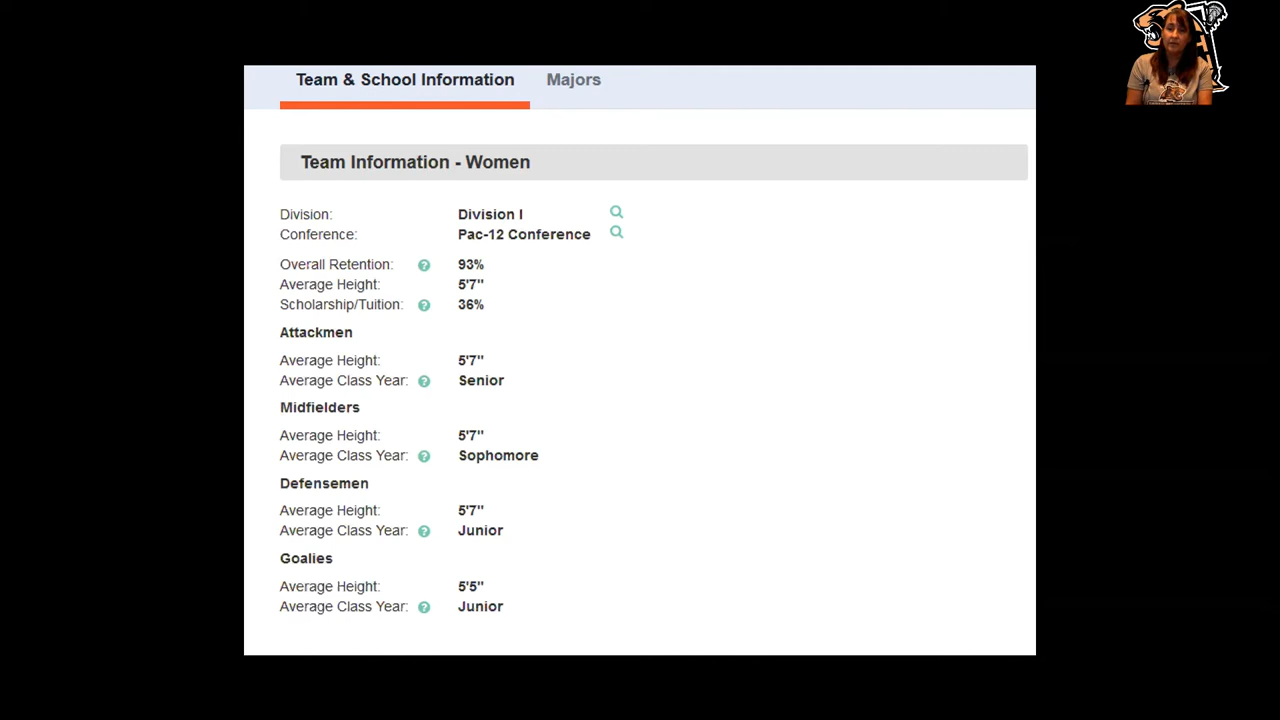 Team & School Information Majors
Team Information - Women
Division: Division I
Conference: Pac-12 Conference
Overall Retention: ? 93%
Average Height: 5'7"
Scholarship/Tuition: ? 36%
Attackmen
Average Height: 5'7"
Average Class Year: ? Senior
Midfielders
Average Height: 5'7"
Average Class Year: ? Sophomore
Defensemen
Average Height: 5'7"
Average Class Year: ? Junior
Goalies
Average Height: 5'5"
Average Class Year: ? Junior